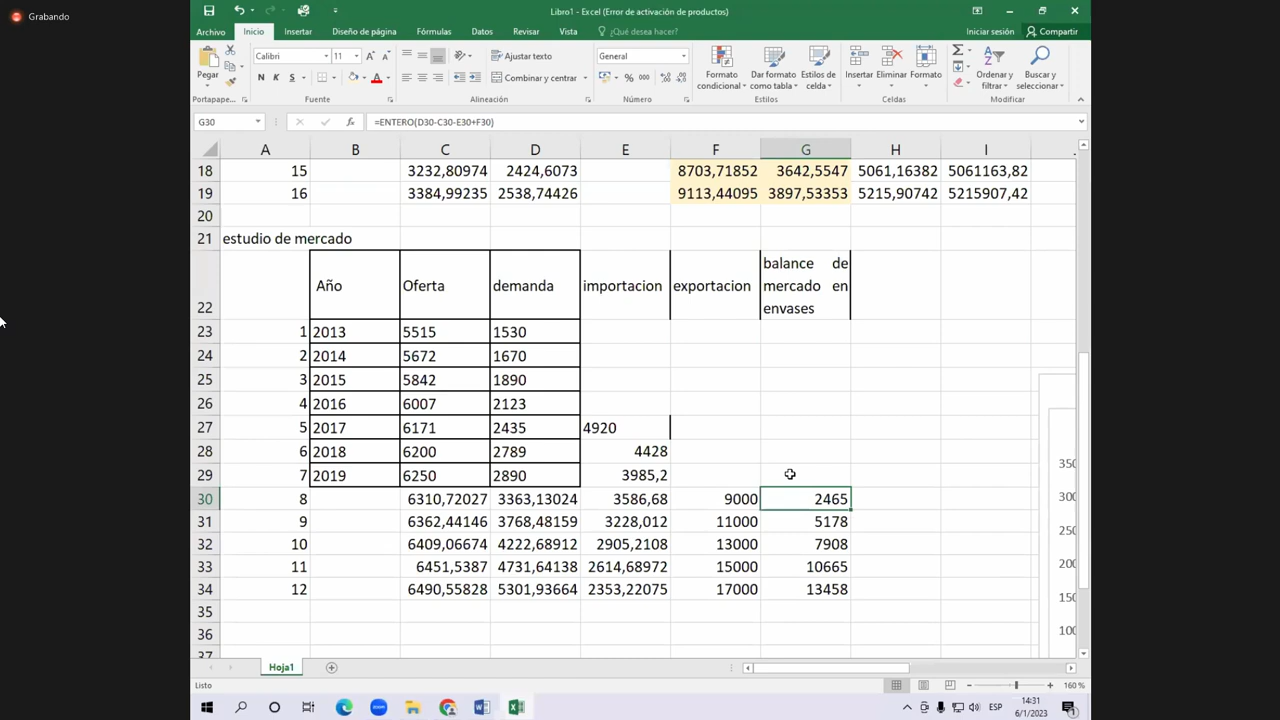 Grabando
Libro1 - Excel (Error de activación de productos)
Archivo Inicio Insertar Diseño de página Fórmulas Datos Revisar Vista ¿Qué desea hacer? Iniciar sesión Compartir
Calibri 11 Ajustar texto General
Pegar N K S Combinar y centrar % 000 Formato condicional Dar formato como tabla Estilos de celda Insertar Eliminar Formato Ordenar y filtrar Buscar y seleccionar
Portapape... Fuente Alineación Número Estilos Celdas Modificar
G30 fx =ENTERO(D30-C30-E30+F30)
A B C D E F G H I
18 15 3232,80974 2424,6073 8703,71852 3642,5547 5061,16382 5061163,82
19 16 3384,99235 2538,74426 9113,44095 3897,53353 5215,90742 5215907,42
20
21 estudio de mercado
22 Año Oferta demanda importacion exportacion balance de mercado en envases
23 1 2013 5515 1530
24 2 2014 5672 1670
25 3 2015 5842 1890
26 4 2016 6007 2123
27 5 2017 6171 2435 4920
28 6 2018 6200 2789 4428
29 7 2019 6250 2890 3985,2
30 8 6310,72027 3363,13024 3586,68 9000 2465
31 9 6362,44146 3768,48159 3228,012 11000 5178
32 10 6409,06674 4222,68912 2905,2108 13000 7908
33 11 6451,5387 4731,64138 2614,68972 15000 10665
34 12 6490,55828 5301,93664 2353,22075 17000 13458
35
36
37
350
300
250
200
150
100
Hoja1
Listo 160 %
ESP 14:31
6/1/2023